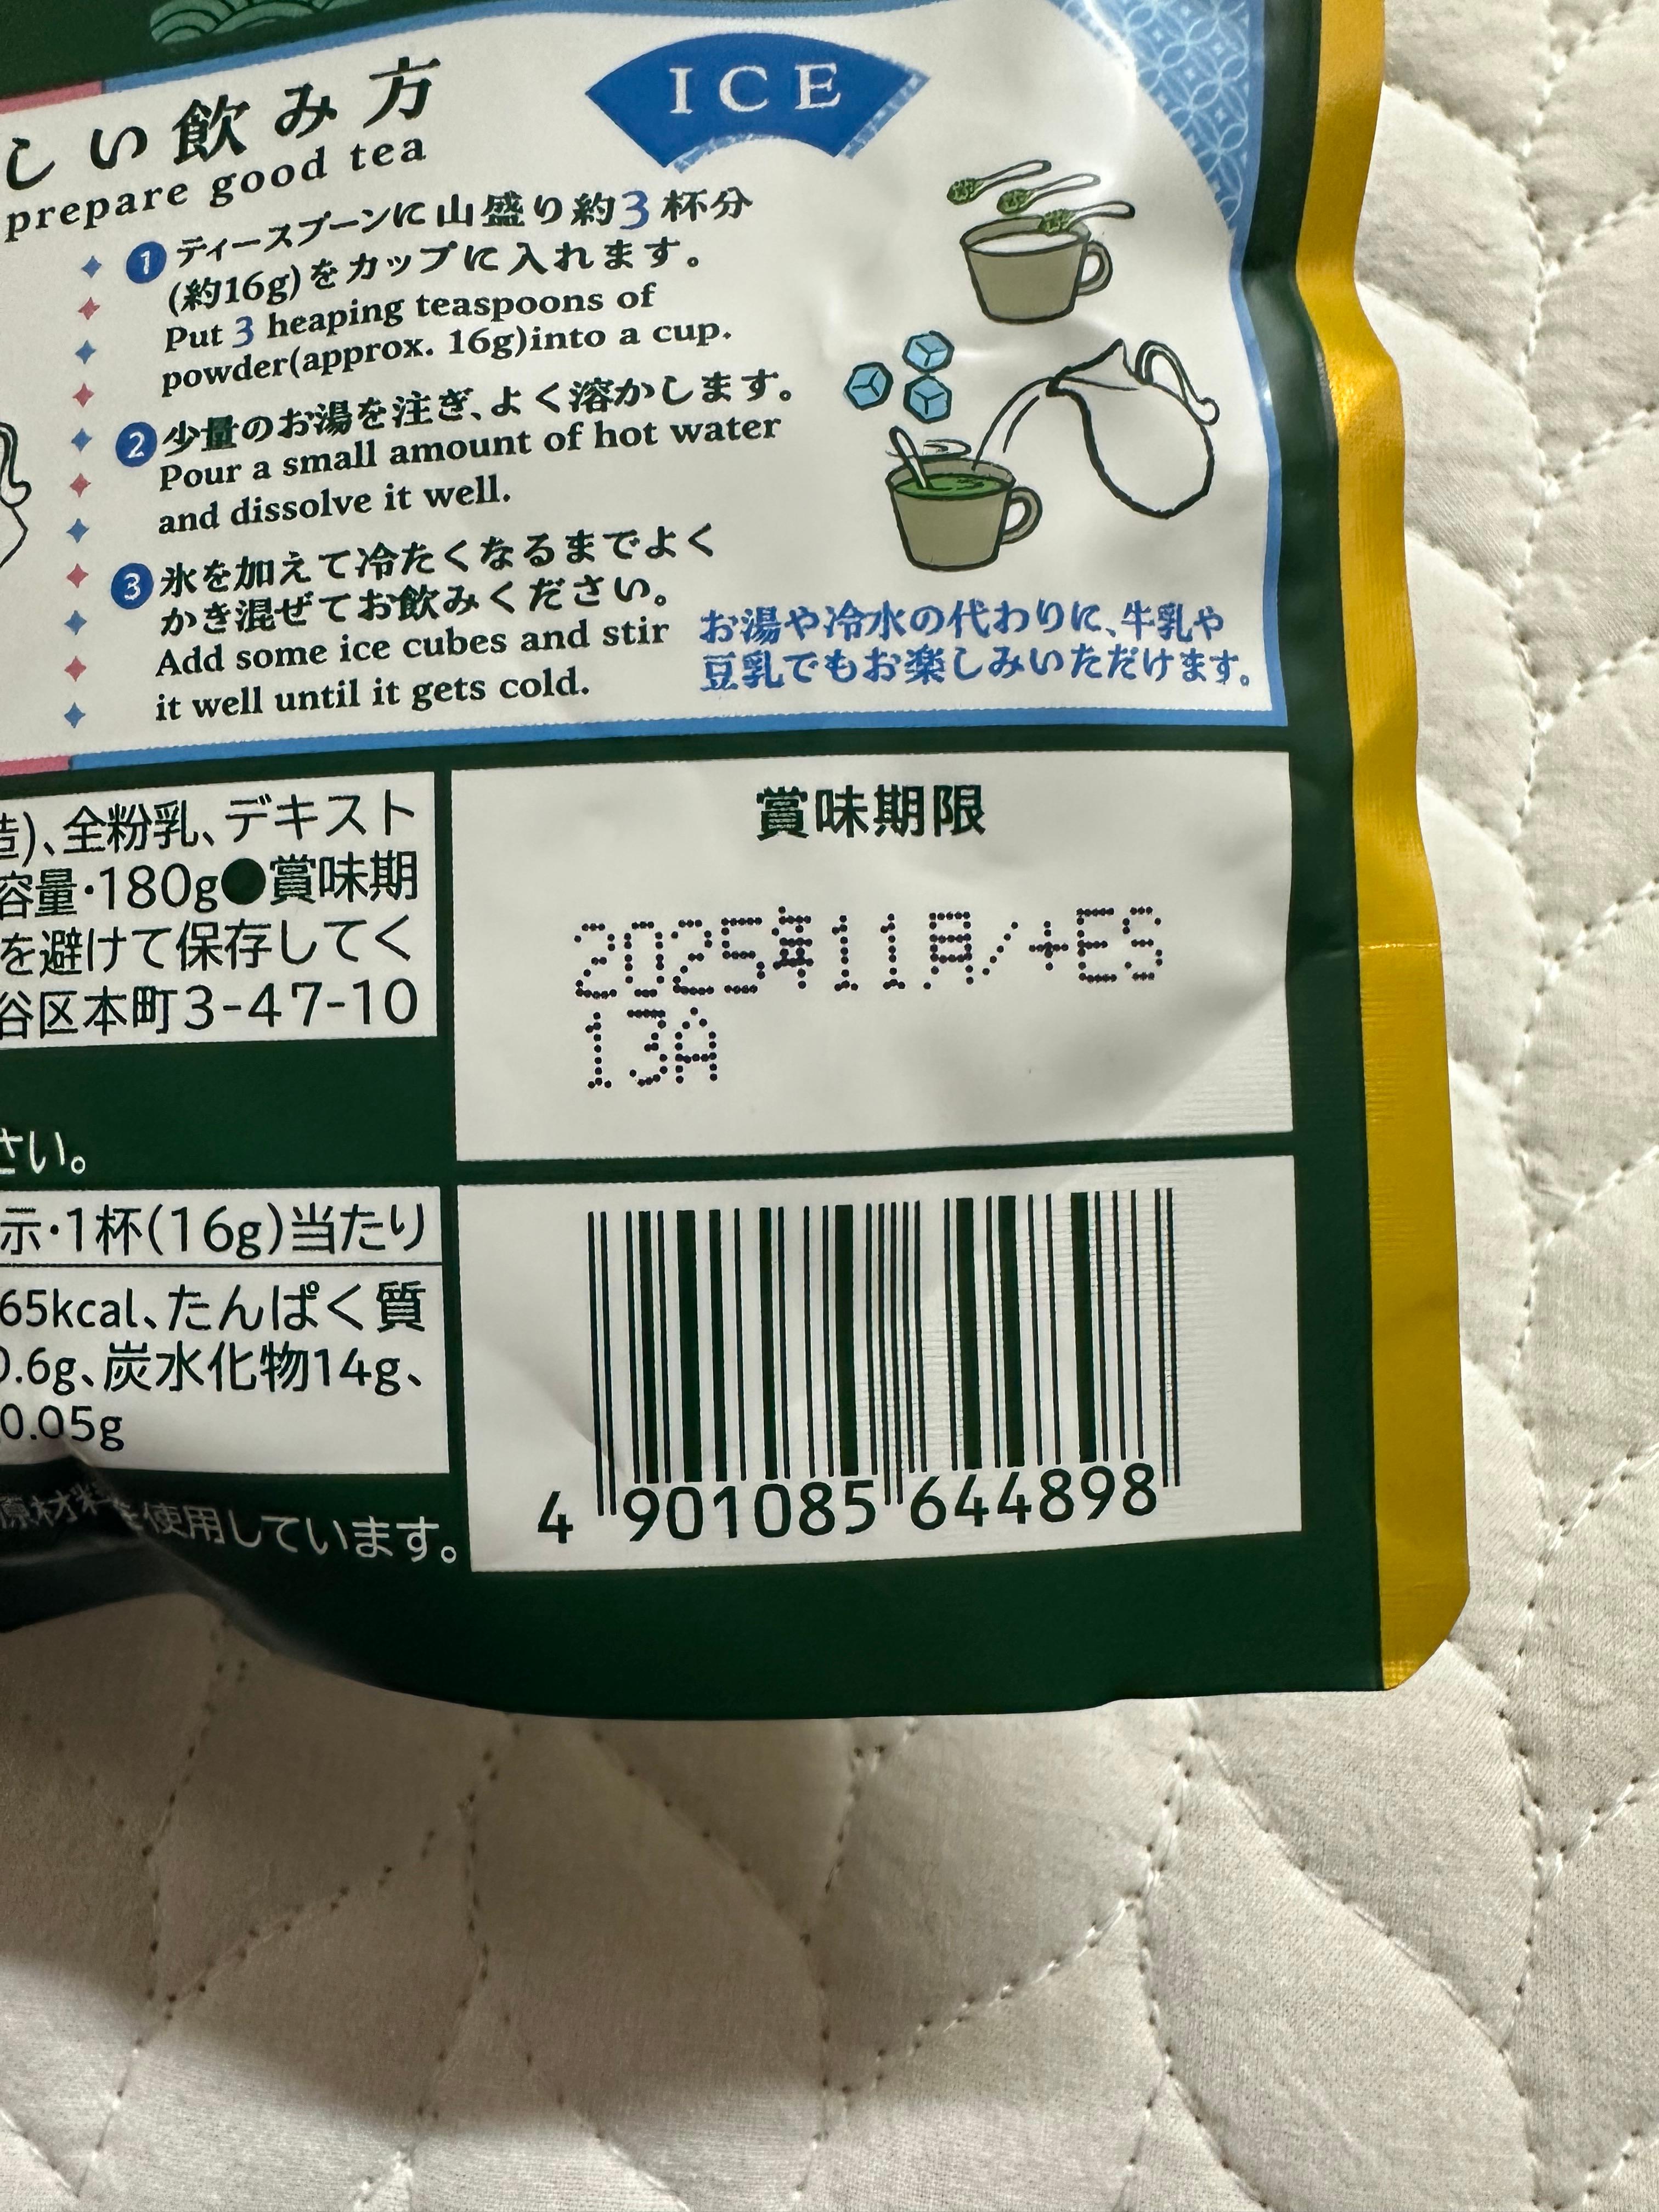 しい飲み方
prepare good tea
ICE
1 ティースプーンに山盛り約3杯分
(約16g)をカップに入れます。
Put 3 heaping teaspoons of
powder(approx. 16g)into a cup.
2 少量のお湯を注ぎ、よく溶かします。
Pour a small amount of hot water
and dissolve it well.
3 氷を加えて冷たくなるまでよく
かき混ぜてお飲みください。
Add some ice cubes and stir
it well until it gets cold.
お湯や冷水の代わりに、牛乳や
豆乳でもお楽しみいただけます。
造)、全粉乳、デキスト
容量・180g●賞味期
を避けて保存してく
谷区本町3-47-10
さい。
示・1杯(16g)当たり
65kcal、たんぱく質
0.6g、炭水化物14g、
0.05g
原材料を使用しています。
賞味期限
2025年11月/+ES
13A
4 901085 644898